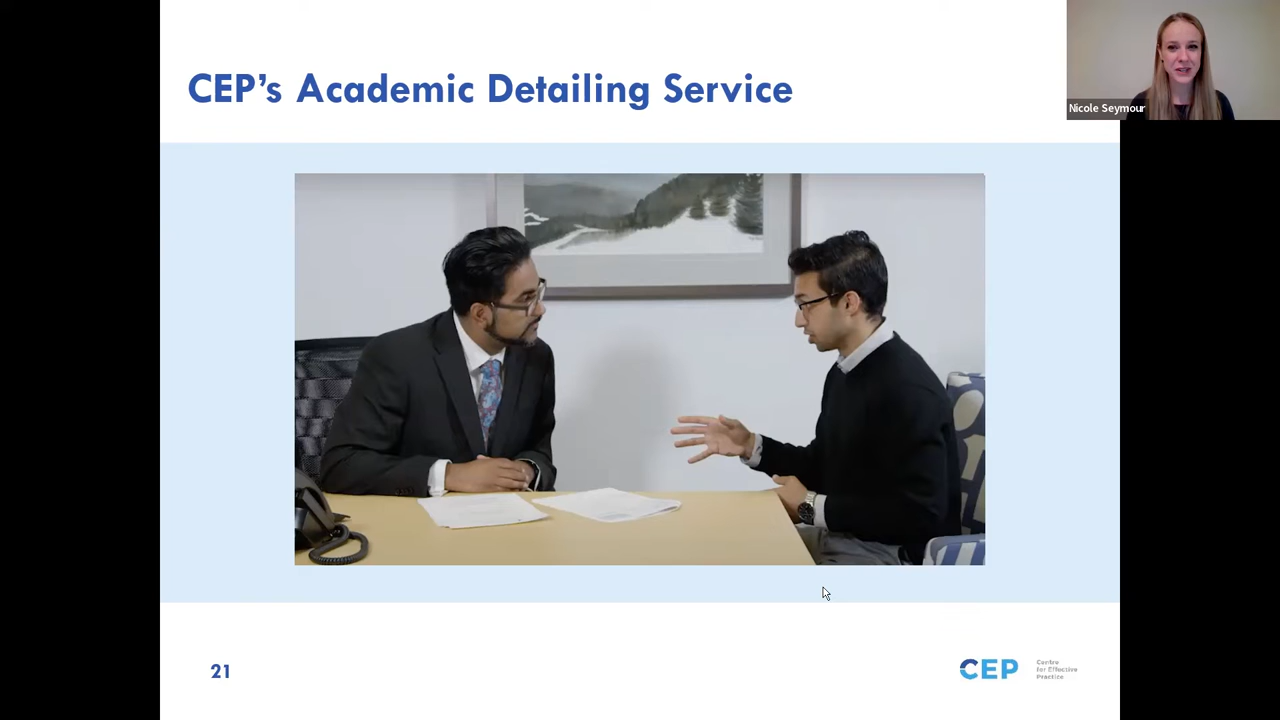 CEP's Academic Detailing Service
Nicole Seymour
21
CEP
Centre
for Effective
Practice